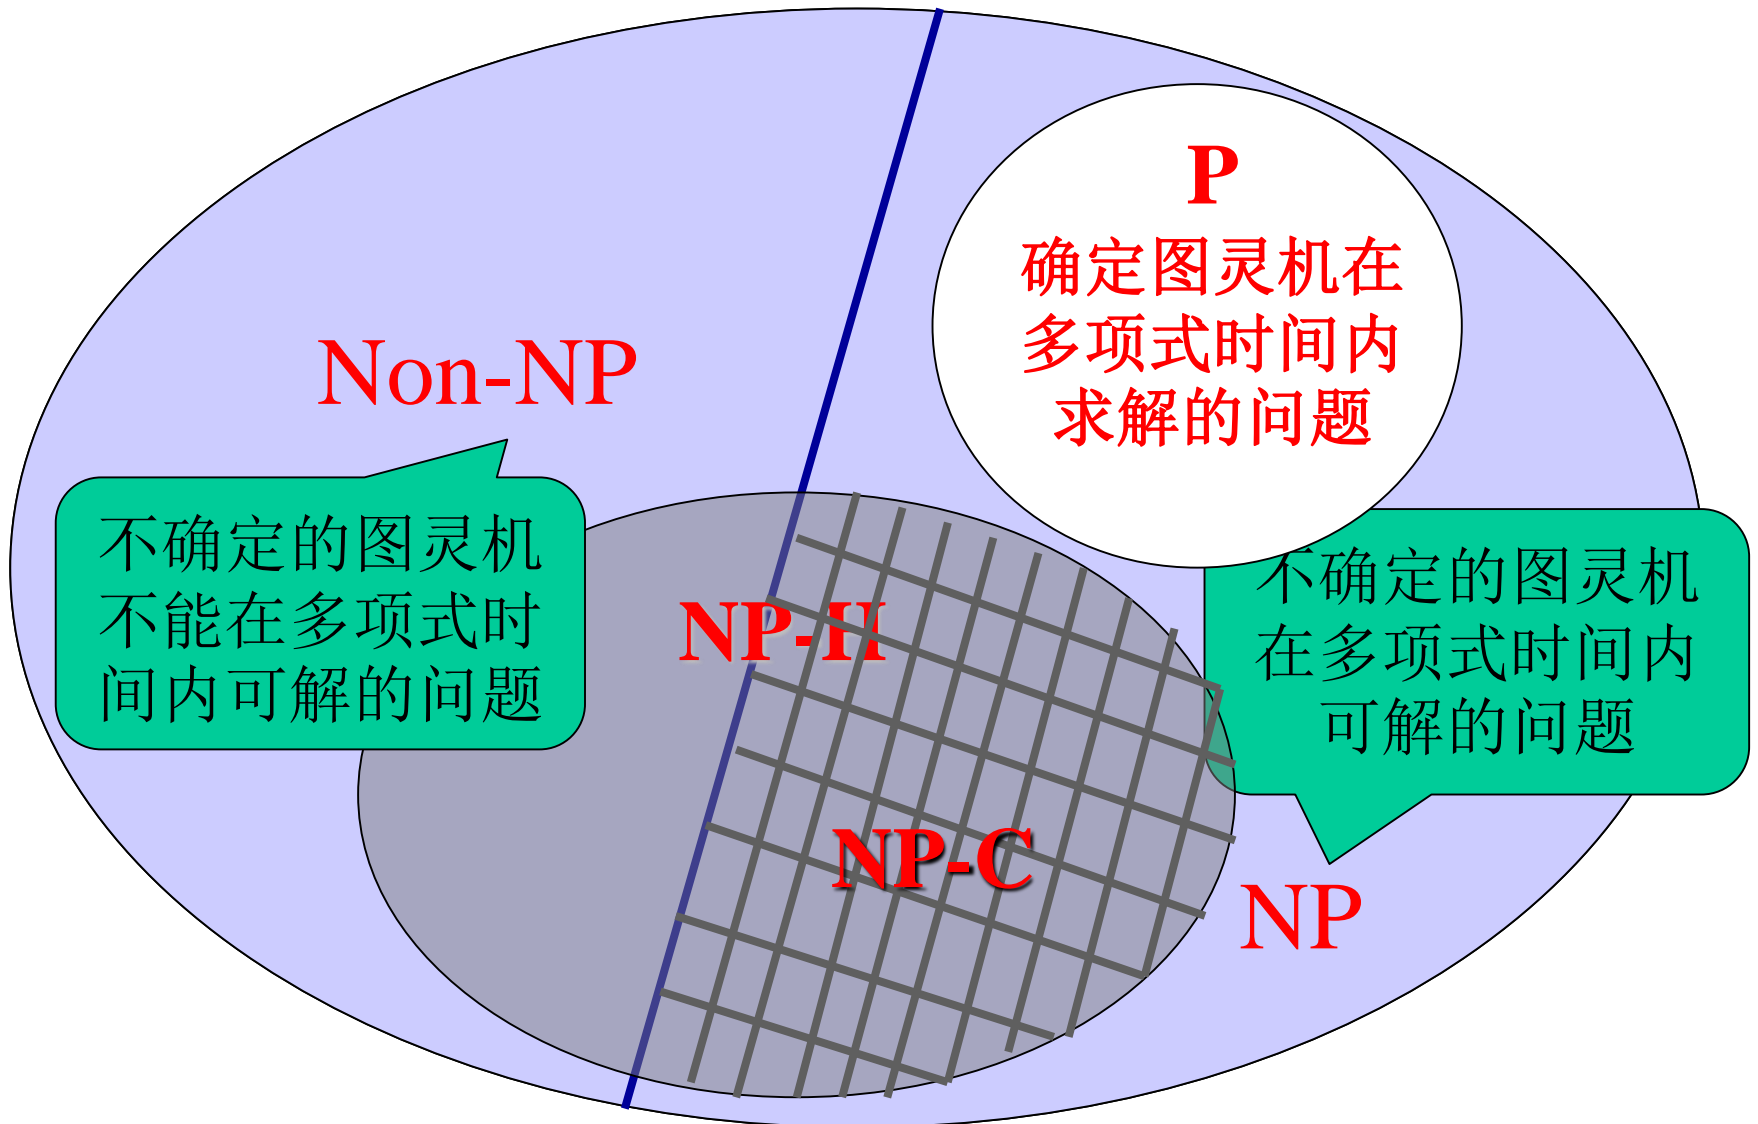 P
确定图灵机在
多项式时间内
求解的问题
Non-NP
不确定的图灵机
不能在多项式时
间内可解的问题
不确定的图灵机
在多项式时间内
可解的问题
NP-H
NP-C
NP